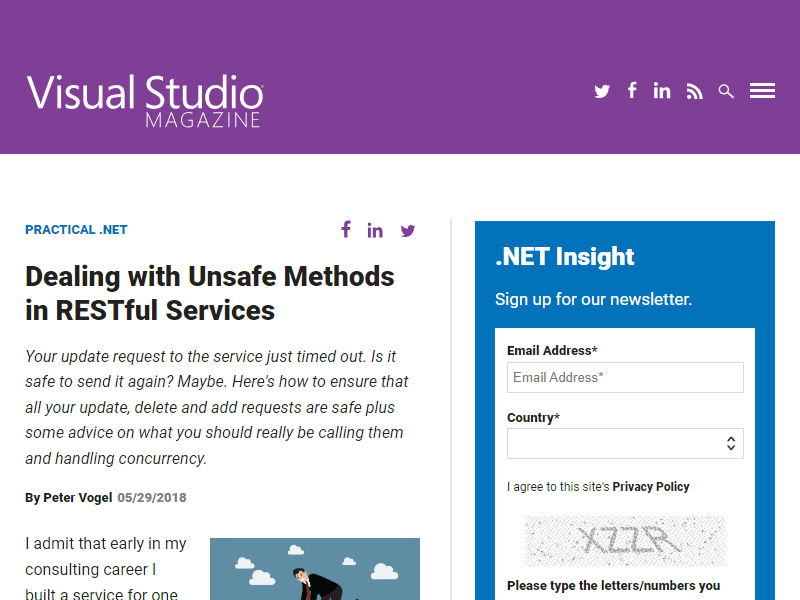 Visual Studio
MAGAZINE
PRACTICAL .NET
Dealing with Unsafe Methods
in RESTful Services
Your update request to the service just timed out. Is it
safe to send it again? Maybe. Here's how to ensure that
all your update, delete and add requests are safe plus
some advice on what you should really be calling them
and handling concurrency.
By Peter Vogel 05/29/2018
I admit that early in my
consulting career I
built a service for one
.NET Insight
Sign up for our newsletter.
Email Address*
Email Address*
Country*
I agree to this site's Privacy Policy
XZZR
Please type the letters/numbers you